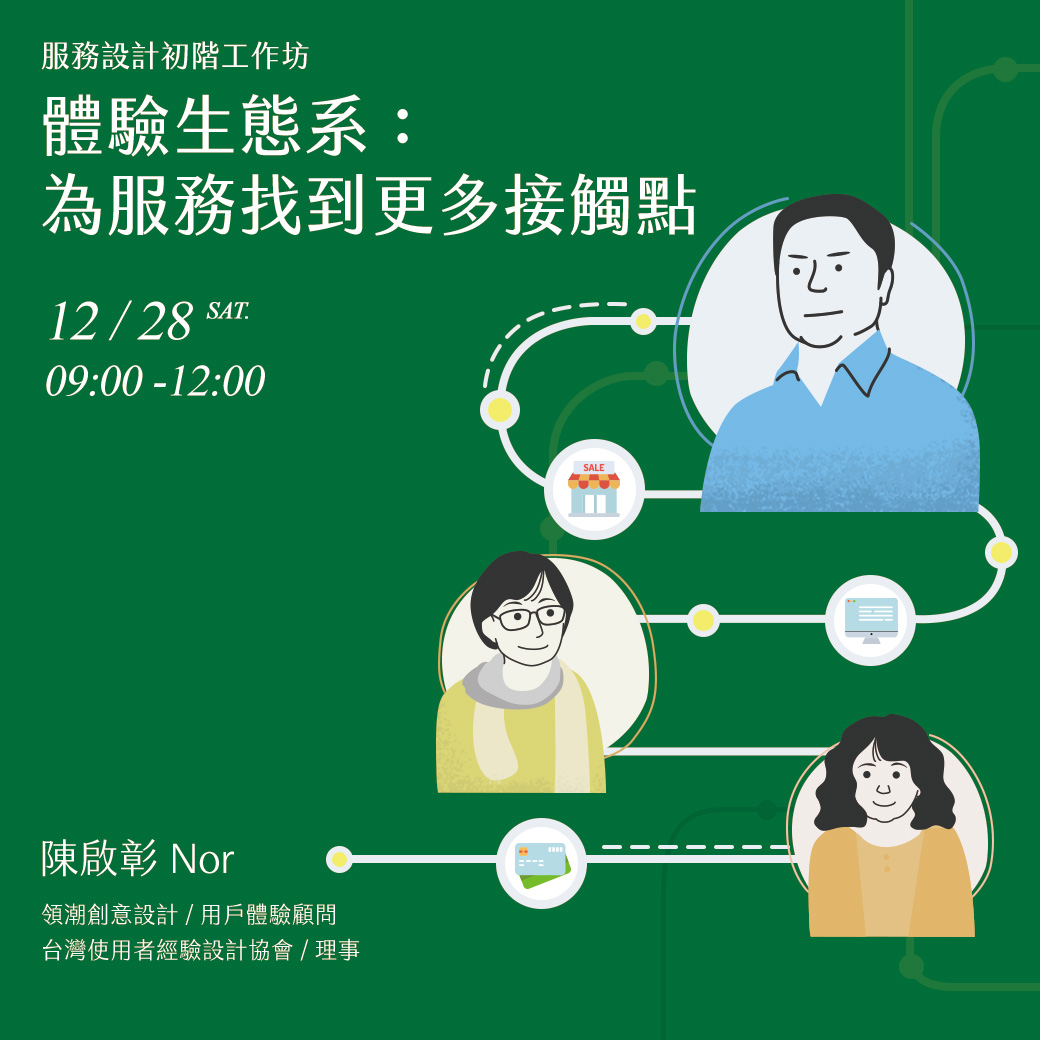 服務設計初階工作坊
體驗生態系：
為服務找到更多接觸點
12 / 28 SAT.
09:00 -12:00
SALE
陳啟彰 Nor
領潮創意設計 / 用戶體驗顧問
台灣使用者經驗設計協會 / 理事